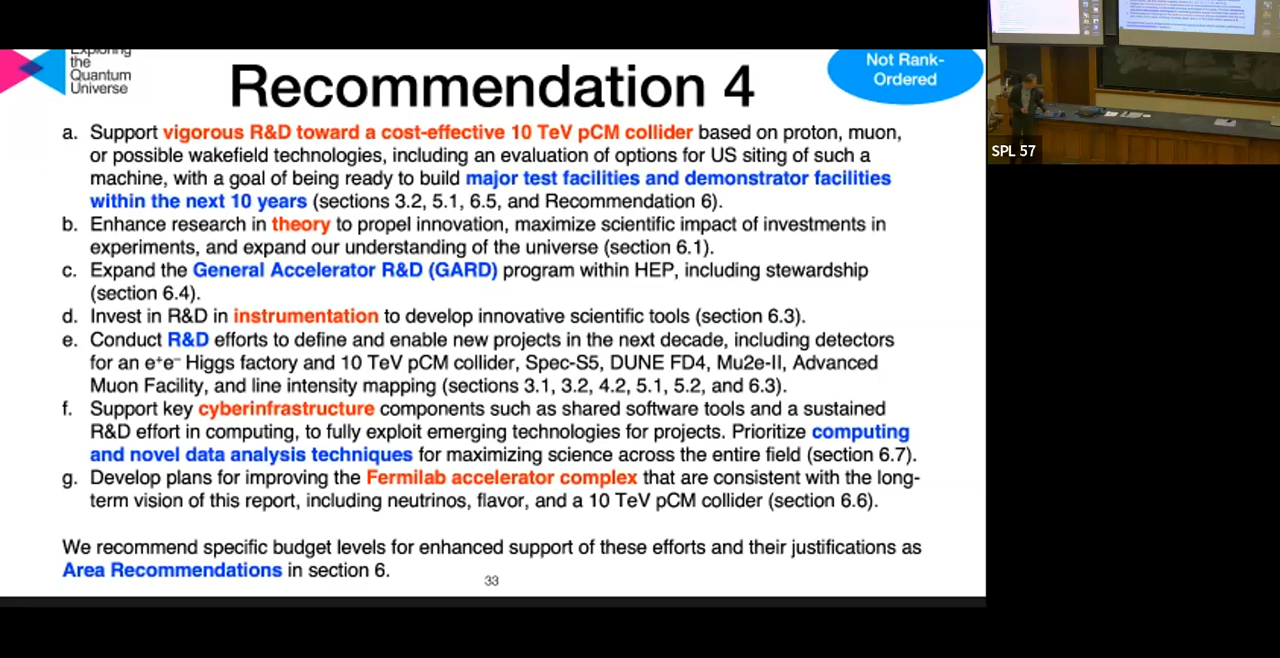 Exploring
the
Quantum
Universe
Recommendation 4
Not Rank-
Ordered
a. Support vigorous R&D toward a cost-effective 10 TeV pCM collider based on proton, muon,
or possible wakefield technologies, including an evaluation of options for US siting of such a
machine, with a goal of being ready to build major test facilities and demonstrator facilities
within the next 10 years (sections 3.2, 5.1, 6.5, and Recommendation 6).
b. Enhance research in theory to propel innovation, maximize scientific impact of investments in
experiments, and expand our understanding of the universe (section 6.1).
c. Expand the General Accelerator R&D (GARD) program within HEP, including stewardship
(section 6.4).
d. Invest in R&D in instrumentation to develop innovative scientific tools (section 6.3).
e. Conduct R&D efforts to define and enable new projects in the next decade, including detectors
for an e⁺e⁻ Higgs factory and 10 TeV pCM collider, Spec-S5, DUNE FD4, Mu2e-II, Advanced
Muon Facility, and line intensity mapping (sections 3.1, 3.2, 4.2, 5.1, 5.2, and 6.3).
f. Support key cyberinfrastructure components such as shared software tools and a sustained
R&D effort in computing, to fully exploit emerging technologies for projects. Prioritize computing
and novel data analysis techniques for maximizing science across the entire field (section 6.7).
g. Develop plans for improving the Fermilab accelerator complex that are consistent with the long-
term vision of this report, including neutrinos, flavor, and a 10 TeV pCM collider (section 6.6).
We recommend specific budget levels for enhanced support of these efforts and their justifications as
Area Recommendations in section 6.
33
SPL 57